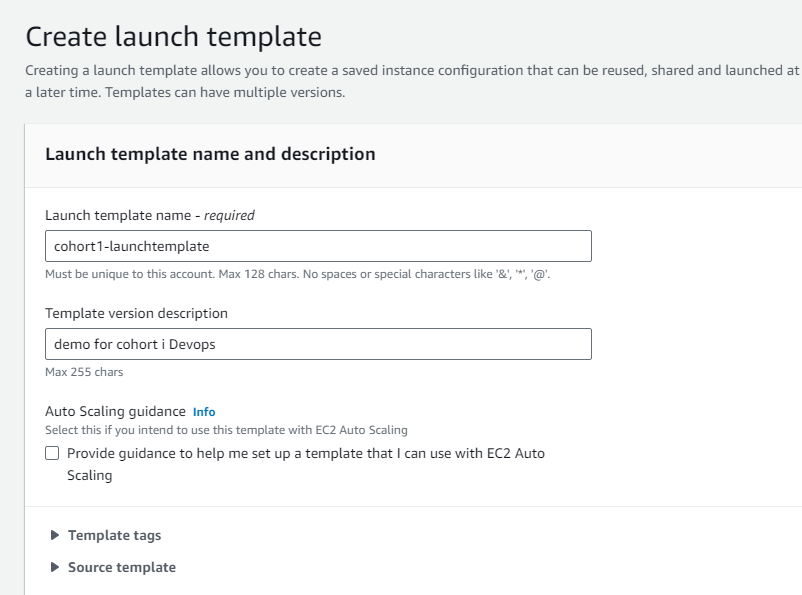 Create launch template
Creating a launch template allows you to create a saved instance configuration that can be reused, shared and launched at
a later time. Templates can have multiple versions.
Launch template name and description
Launch template name - required
cohort1-launchtemplate
Must be unique to this account. Max 128 chars. No spaces or special characters like '&', '*', '@'.
Template version description
demo for cohort i Devops
Max 255 chars
Auto Scaling guidance Info
Select this if you intend to use this template with EC2 Auto Scaling
Provide guidance to help me set up a template that I can use with EC2 Auto
Scaling
Template tags
Source template